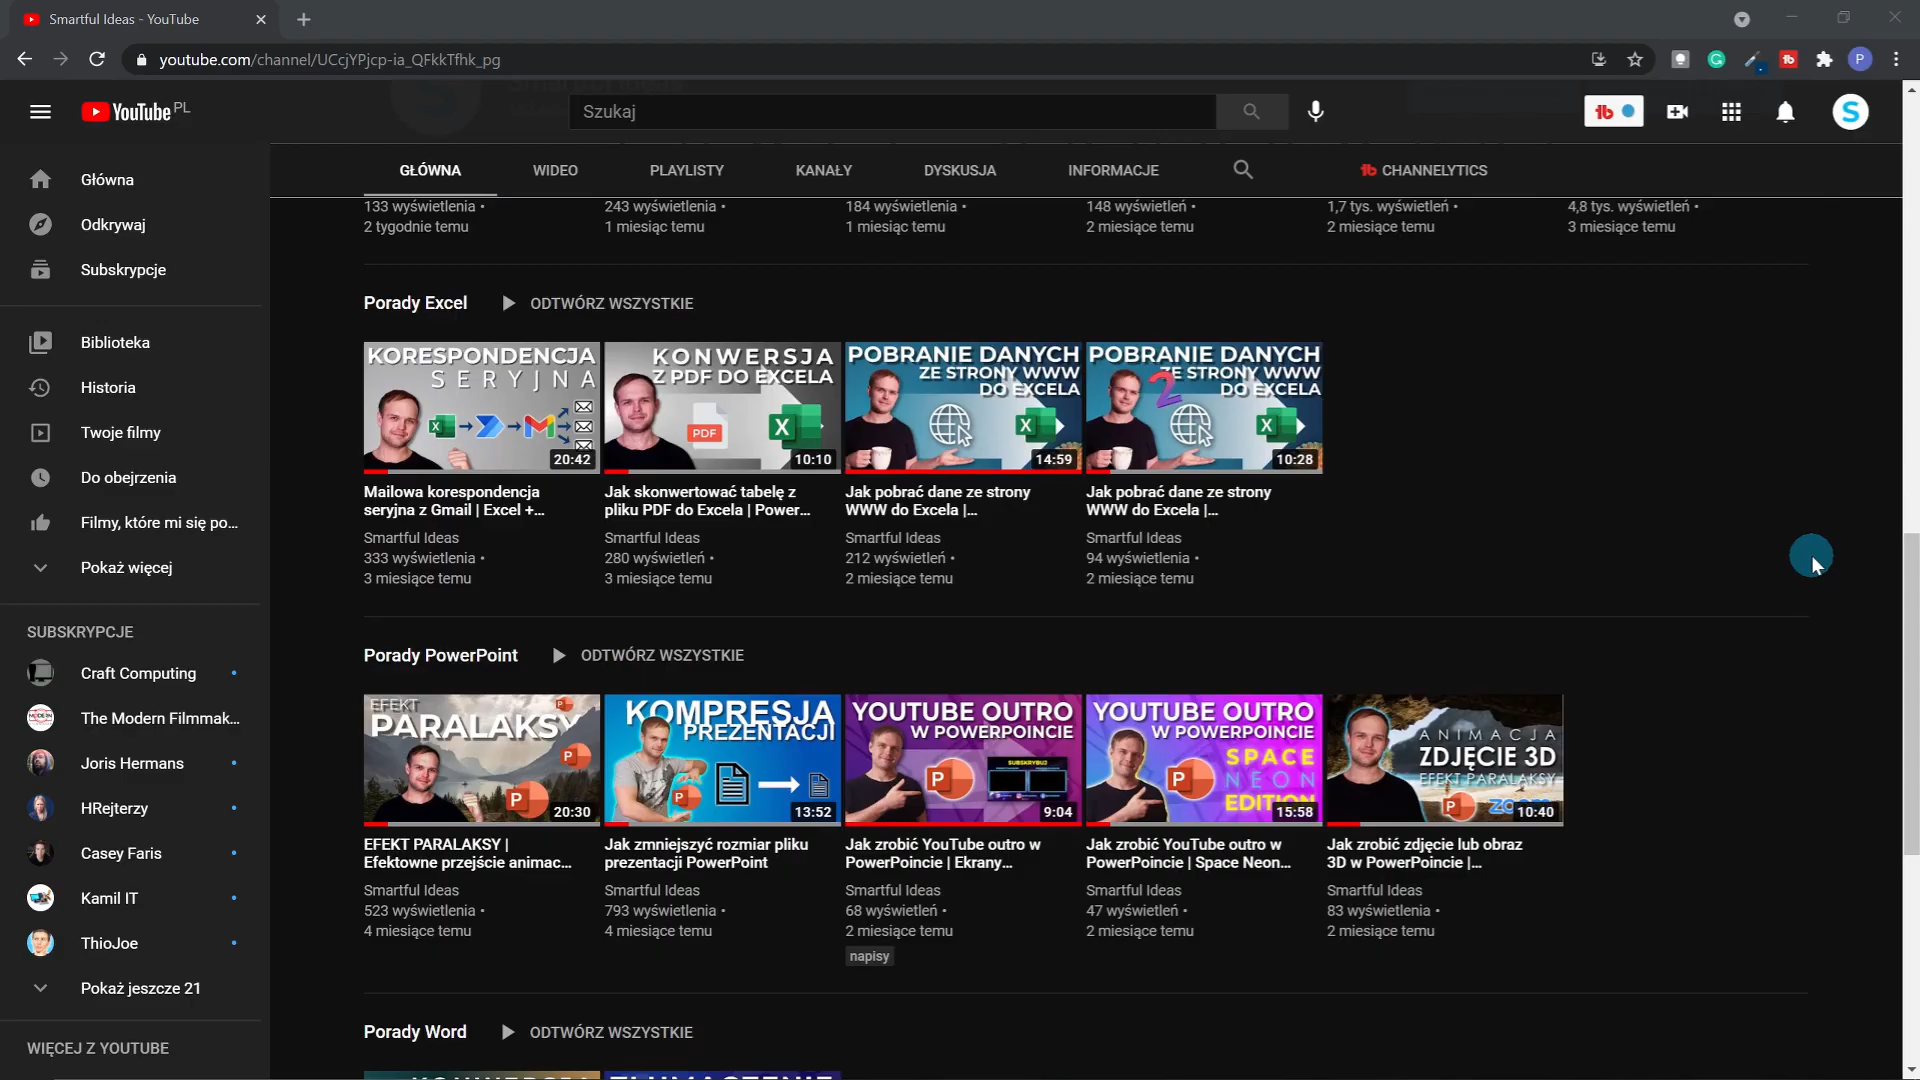 Smartful Ideas - YouTube
youtube.com/channel/UCcjYPjcp-ia_QFkkTfhk_pg
YouTube PL
Szukaj
GŁÓWNA
WIDEO
PLAYLISTY
KANAŁY
DYSKUSJA
INFORMACJE
CHANNELYTICS
Główna
Odkrywaj
Subskrypcje
Biblioteka
Historia
Twoje filmy
Do obejrzenia
Filmy, które mi się po...
Pokaż więcej
SUBSKRYPCJE
Craft Computing
The Modern Filmmak...
Joris Hermans
HRejterzy
Casey Faris
Kamil IT
ThioJoe
Pokaż jeszcze 21
WIĘCEJ Z YOUTUBE
133 wyświetlenia •
2 tygodnie temu
243 wyświetlenia •
1 miesiąc temu
184 wyświetlenia •
1 miesiąc temu
148 wyświetleń •
2 miesiące temu
1,7 tys. wyświetleń •
2 miesiące temu
4,8 tys. wyświetleń •
3 miesiące temu
Porady Excel
ODTWÓRZ WSZYSTKIE
KORESPONDENCJA
SERYJNA
20:42
Mailowa korespondencja
seryjna z Gmail | Excel +...
Smartful Ideas
333 wyświetlenia •
3 miesiące temu
KONWERSJA
Z PDF DO EXCELA
PDF
10:10
Jak skonwertować tabelę z
pliku PDF do Excela | Power...
Smartful Ideas
280 wyświetleń •
3 miesiące temu
POBRANIE DANYCH
ZE STRONY WWW
DO EXCELA
14:59
Jak pobrać dane ze strony
WWW do Excela |...
Smartful Ideas
212 wyświetleń •
2 miesiące temu
POBRANIE DANYCH
ZE STRONY WWW
DO EXCELA
2
10:28
Jak pobrać dane ze strony
WWW do Excela |...
Smartful Ideas
94 wyświetlenia •
2 miesiące temu
Porady PowerPoint
ODTWÓRZ WSZYSTKIE
EFEKT
PARALAKSY
20:30
EFEKT PARALAKSY |
Efektowne przejście animac...
Smartful Ideas
523 wyświetlenia •
4 miesiące temu
KOMPRESJA
PREZENTACJI
13:52
Jak zmniejszyć rozmiar pliku
prezentacji PowerPoint
Smartful Ideas
793 wyświetlenia •
4 miesiące temu
YOUTUBE OUTRO
W POWERPOINCIE
SUBSKRYBUJ
9:04
Jak zrobić YouTube outro w
PowerPoincie | Ekrany...
Smartful Ideas
68 wyświetleń •
2 miesiące temu
napisy
YOUTUBE OUTRO
W POWERPOINCIE
SPACE
NEON
EDITION
15:58
Jak zrobić YouTube outro w
PowerPoincie | Space Neon...
Smartful Ideas
47 wyświetleń •
2 miesiące temu
ANIMACJA
ZDJĘCIE 3D
EFEKT PARALAKSY
zoom
10:40
Jak zrobić zdjęcie lub obraz
3D w PowerPoincie |...
Smartful Ideas
83 wyświetlenia •
2 miesiące temu
Porady Word
ODTWÓRZ WSZYSTKIE